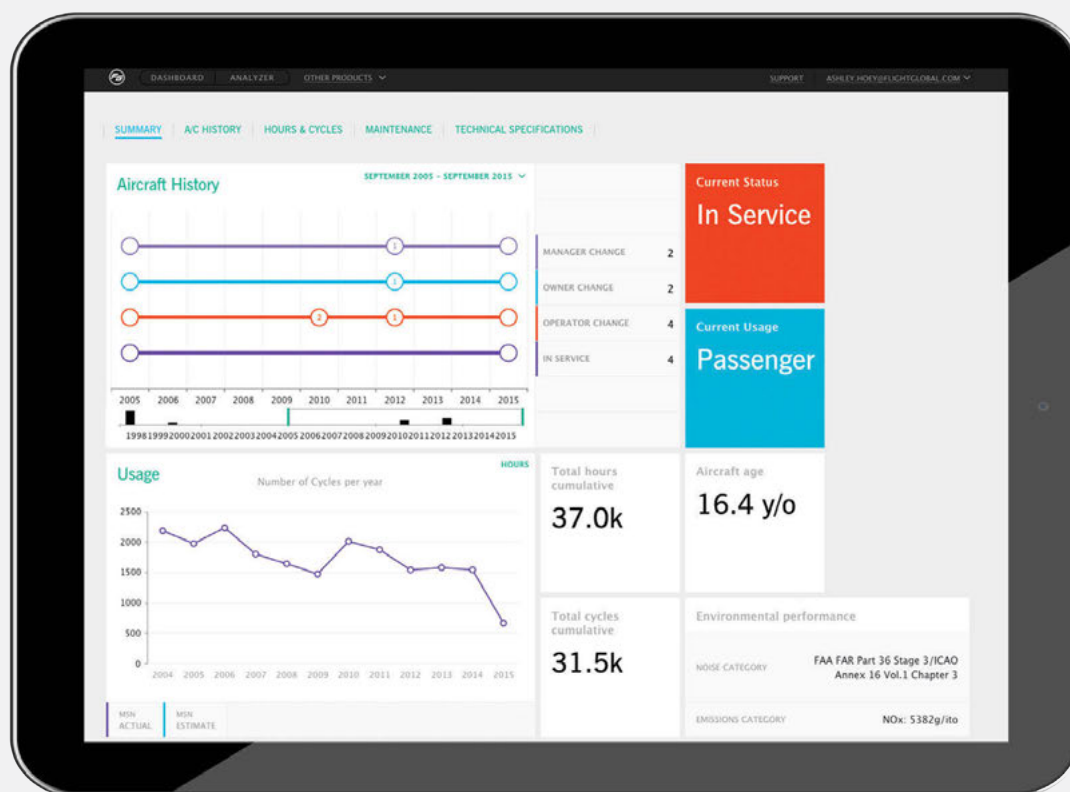 DASHBOARD ANALYZER OTHER PRODUCTS SUPPORT ASHLEY.HOEY@FLIGHTGLOBAL.COM
SUMMARY A/C HISTORY HOURS & CYCLES MAINTENANCE TECHNICAL SPECIFICATIONS
Aircraft History
SEPTEMBER 2005 - SEPTEMBER 2015
1
1
2 1
2005 2006 2007 2008 2009 2010 2011 2012 2013 2014 2015
1998 1999 2000 2001 2002 2003 2004 2005 2006 2007 2008 2009 2010 2011 2012 2013 2014 2015
MANAGER CHANGE 2
OWNER CHANGE 2
OPERATOR CHANGE 4
IN SERVICE 4
Current Status
In Service
Current Usage
Passenger
Usage
HOURS
Number of Cycles per year
2500
2000
1500
1000
500
0
2004 2005 2006 2007 2008 2009 2010 2011 2012 2013 2014 2015
MSN
ACTUAL
MSN
ESTIMATE
Total hours
cumulative
37.0k
Aircraft age
16.4 y/o
Total cycles
cumulative
31.5k
Environmental performance
NOISE CATEGORY
FAA FAR Part 36 Stage 3/ICAO
Annex 16 Vol.1 Chapter 3
EMISSIONS CATEGORY
NOx: 5382g/ito